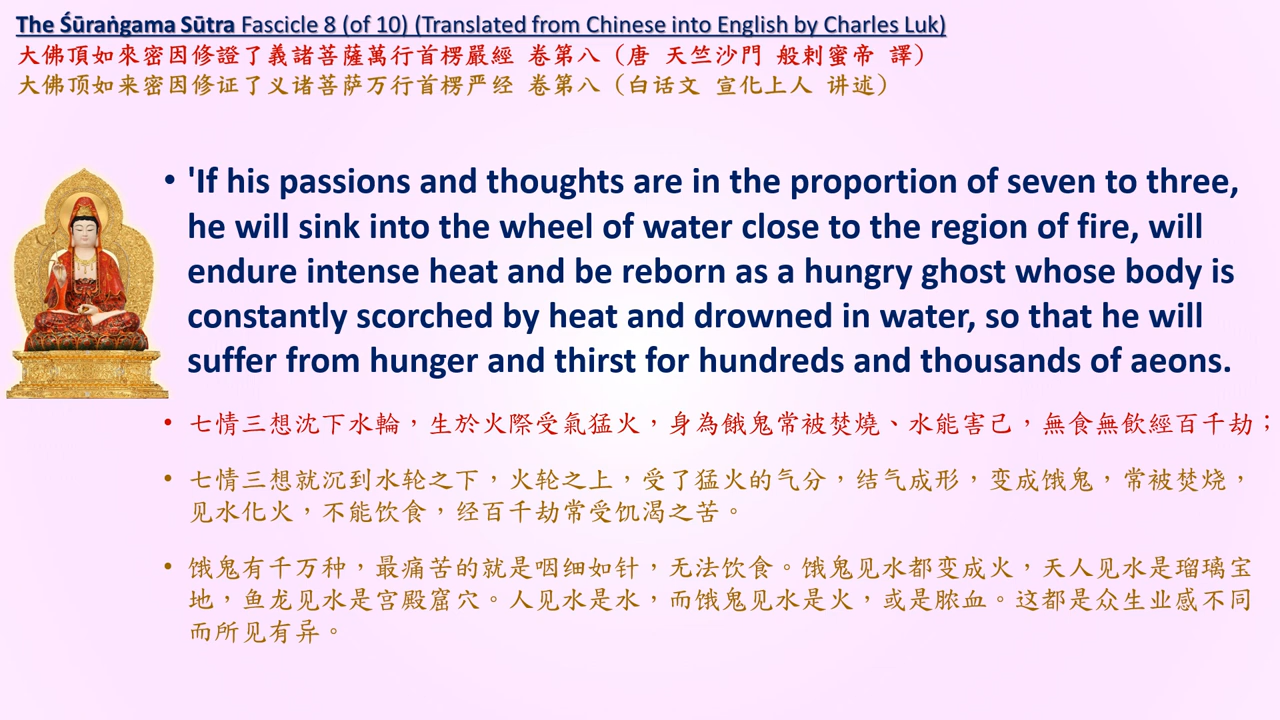 The Śūraṅgama Sūtra Fascicle 8 (of 10) (Translated from Chinese into English by Charles Luk)
大佛頂如來密因修證了義諸菩薩萬行首楞嚴經 卷第八（唐 天竺沙門 般剌蜜帝 譯）
大佛顶如来密因修证了义诸菩萨万行首楞严经 卷第八（白话文 宣化上人 讲述）
• 'If his passions and thoughts are in the proportion of seven to three,
he will sink into the wheel of water close to the region of fire, will
endure intense heat and be reborn as a hungry ghost whose body is
constantly scorched by heat and drowned in water, so that he will
suffer from hunger and thirst for hundreds and thousands of aeons.
• 七情三想沈下水輪，生於火際受氣猛火，身為餓鬼常被焚燒、水能害己，無食無飲經百千劫；
• 七情三想就沉到水轮之下，火轮之上，受了猛火的气分，结气成形，变成饿鬼，常被焚烧，
见水化火，不能饮食，经百千劫常受饥渴之苦。
• 饿鬼有千万种，最痛苦的就是咽细如针，无法饮食。饿鬼见水都变成火，天人见水是瑠璃宝
地，鱼龙见水是宫殿窟穴。人见水是水，而饿鬼见水是火，或是脓血。这都是众生业感不同
而所见有异。